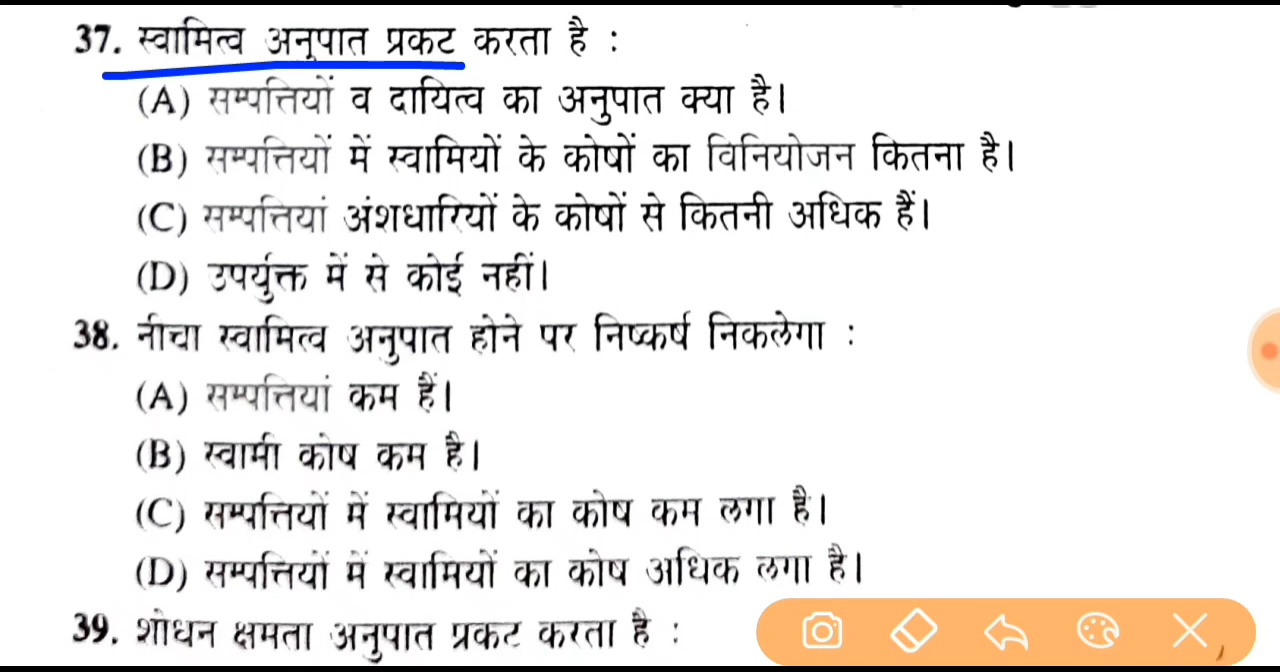 37. स्वामित्व अनुपात प्रकट करता है :
(A) सम्पत्तियों व दायित्व का अनुपात क्या है।
(B) सम्पत्तियों में स्वामियों के कोषों का विनियोजन कितना है।
(C) सम्पत्तियां अंशधारियों के कोषों से कितनी अधिक हैं।
(D) उपर्युक्त में से कोई नहीं।
38. नीचा स्वामित्व अनुपात होने पर निष्कर्ष निकलेगा :
(A) सम्पत्तियां कम हैं।
(B) स्वामी कोष कम है।
(C) सम्पत्तियों में स्वामियों का कोष कम लगा है।
(D) सम्पत्तियों में स्वामियों का कोष अधिक लगा है।
39. शोधन क्षमता अनुपात प्रकट करता है :